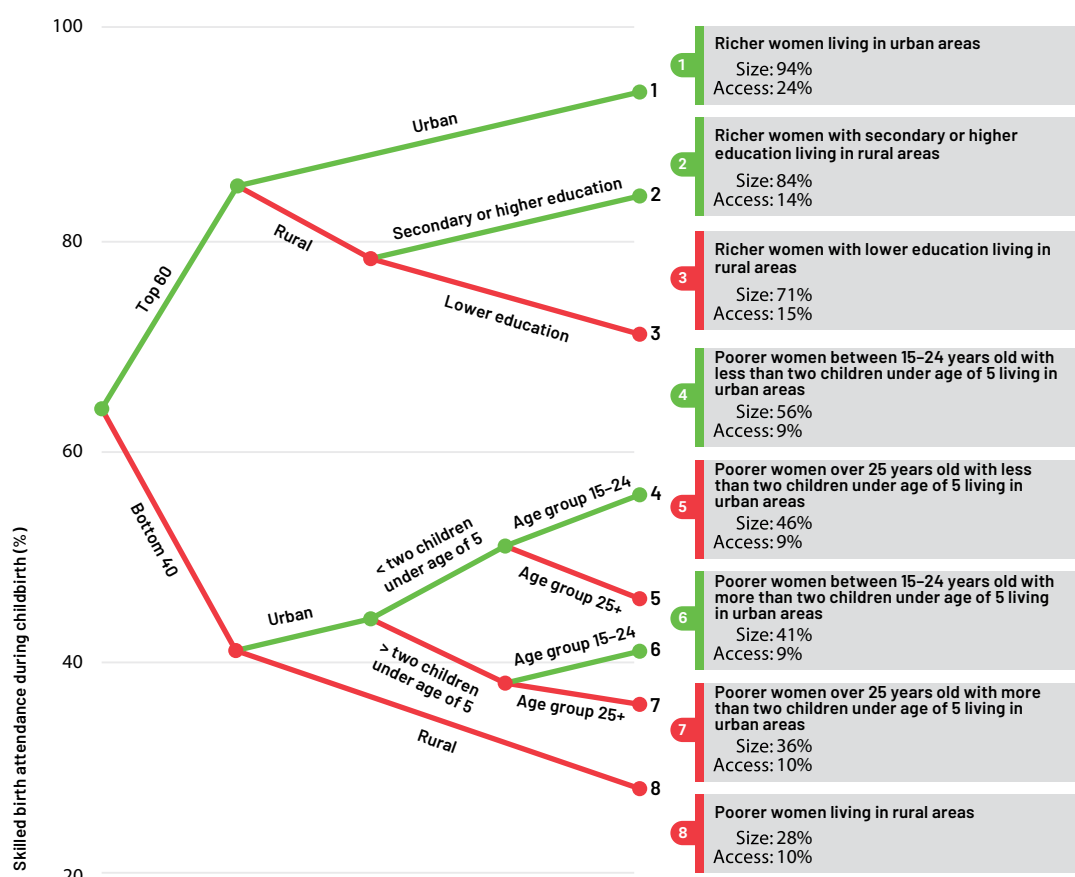 100
80
60
40
20
Skilled birth attendance during childbirth (%)
Top 60
Bottom 40
Urban
Rural
Secondary or higher education
Lower education
Urban
Rural
< two children
under age of 5
> two children
under age of 5
Age group 15–24
Age group 25+
Age group 15–24
Age group 25+
1
2
3
4
5
6
7
8
1
Richer women living in urban areas
Size: 94%
Access: 24%
2
Richer women with secondary or higher
education living in rural areas
Size: 84%
Access: 14%
3
Richer women with lower education living in
rural areas
Size: 71%
Access: 15%
4
Poorer women between 15–24 years old with
less than two children under age of 5 living in
urban areas
Size: 56%
Access: 9%
5
Poorer women over 25 years old with less
than two children under age of 5 living in
urban areas
Size: 46%
Access: 9%
6
Poorer women between 15–24 years old with
more than two children under age of 5 living
in urban areas
Size: 41%
Access: 9%
7
Poorer women over 25 years old with more
than two children under age of 5 living in
urban areas
Size: 36%
Access: 10%
8
Poorer women living in rural areas
Size: 28%
Access: 10%